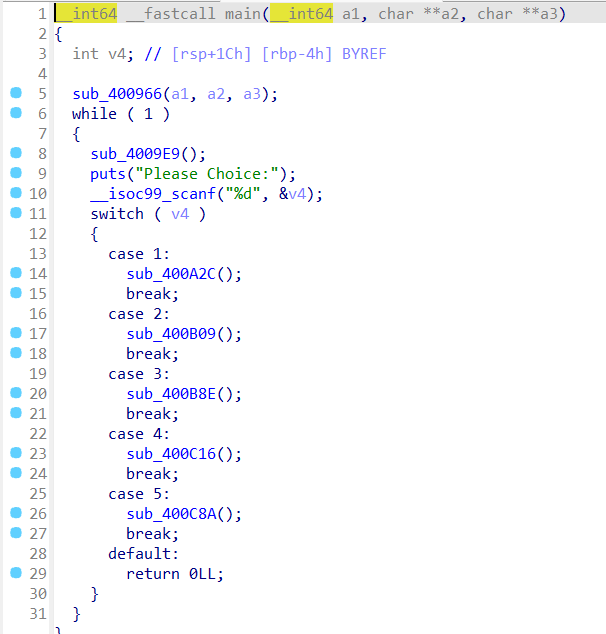 1 __int64 __fastcall main(__int64 a1, char **a2, char **a3)
2 {
3 int v4; // [rsp+1Ch] [rbp-4h] BYREF
4
5 sub_400966(a1, a2, a3);
6 while ( 1 )
7 {
8 sub_4009E9();
9 puts("Please Choice:");
10 __isoc99_scanf("%d", &v4);
11 switch ( v4 )
12 {
13 case 1:
14 sub_400A2C();
15 break;
16 case 2:
17 sub_400B09();
18 break;
19 case 3:
20 sub_400B8E();
21 break;
22 case 4:
23 sub_400C16();
24 break;
25 case 5:
26 sub_400C8A();
27 break;
28 default:
29 return 0LL;
30 }
31 }
}